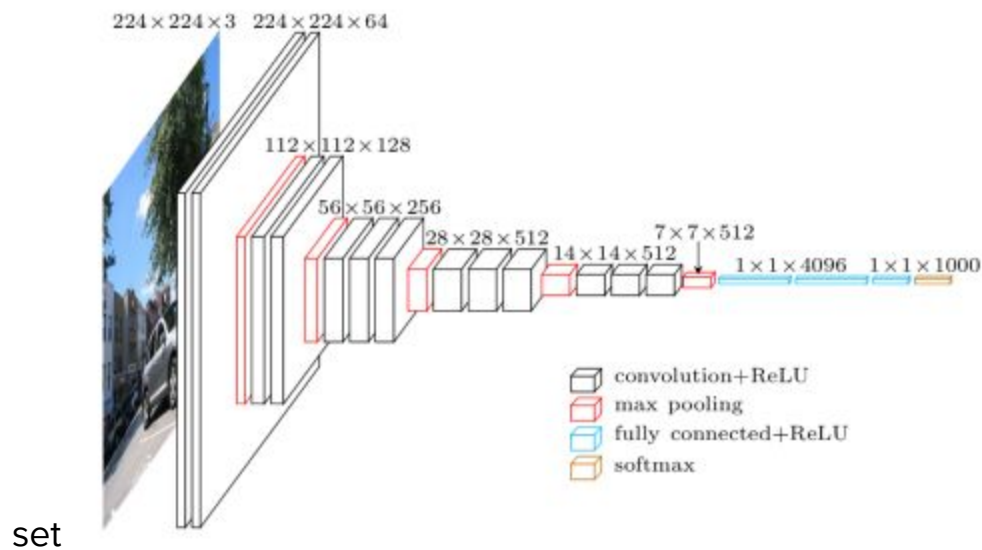 224×224×3
224×224×64
112×112×128
56×56×256
28×28×512
14×14×512
7×7×512
1×1×4096
1×1×1000
convolution+ReLU
max pooling
fully connected+ReLU
softmax
set